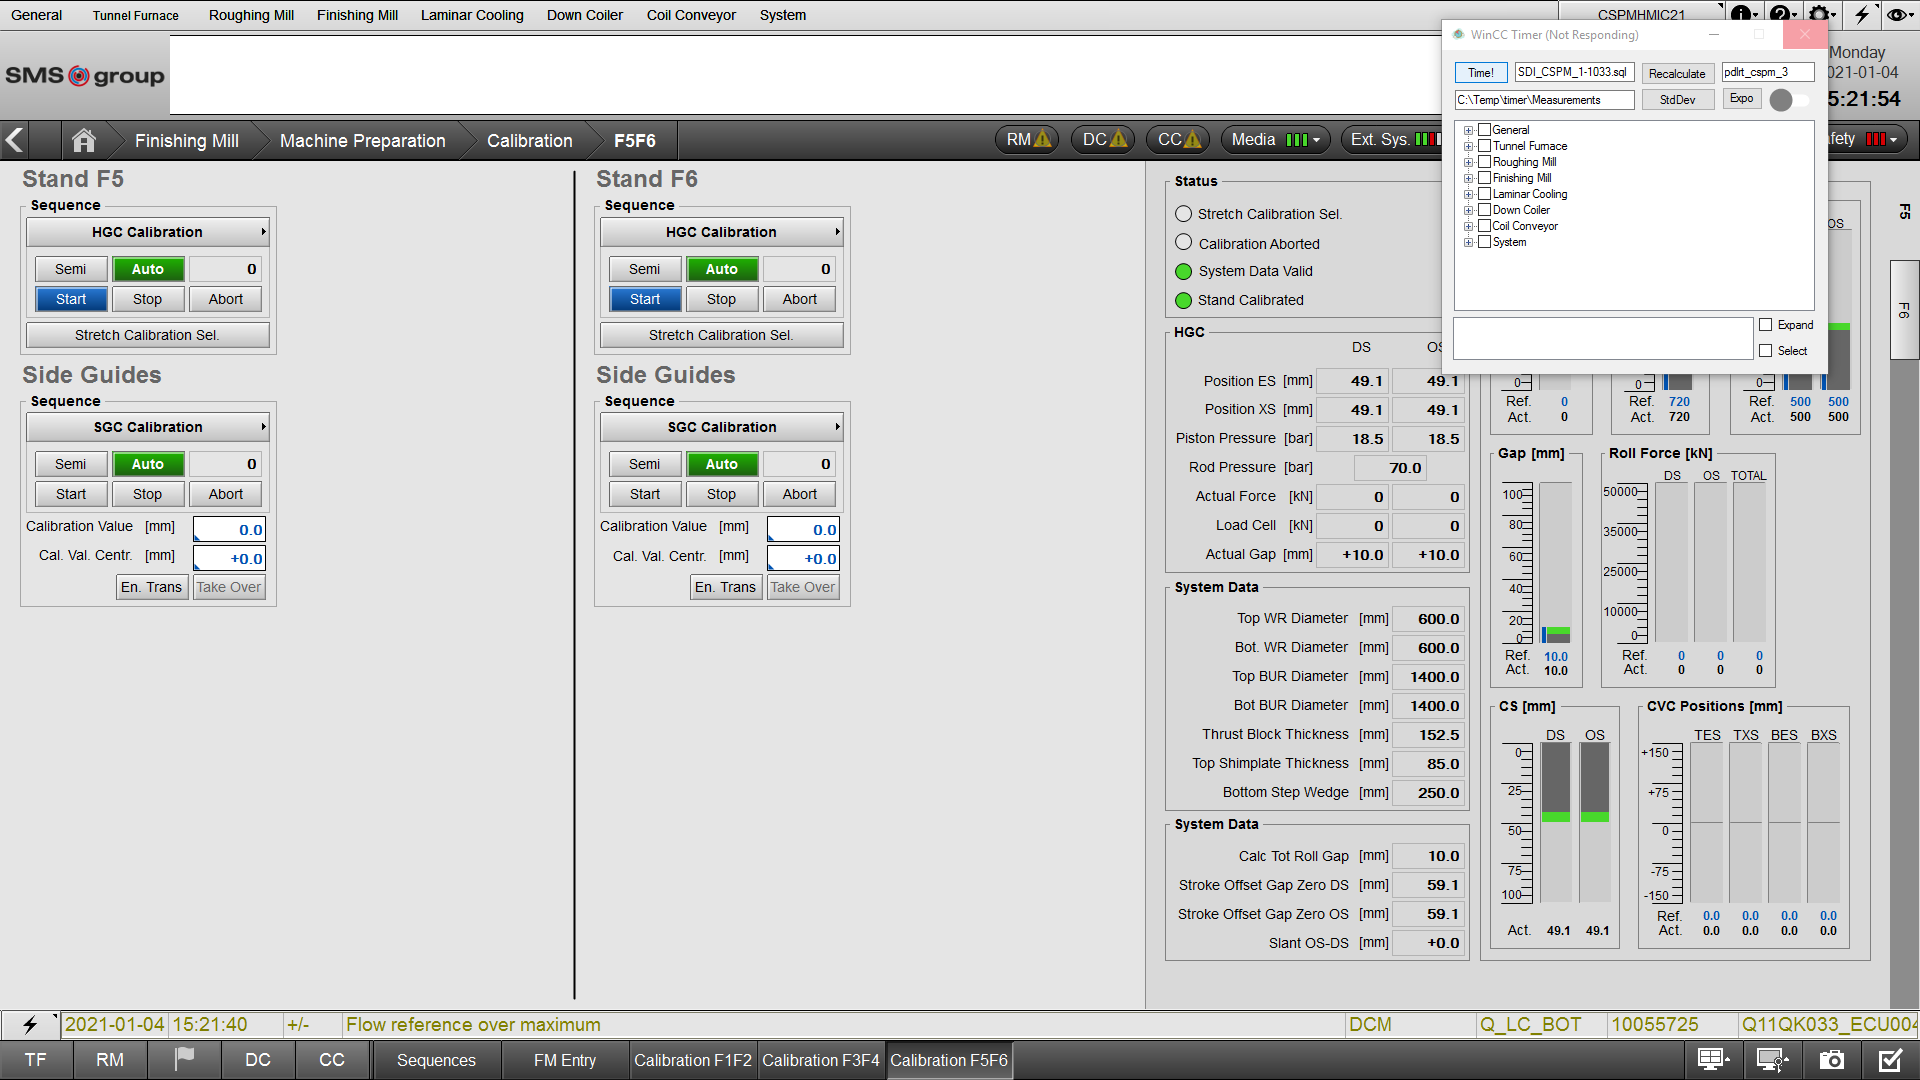 General Tunnel Furnace Roughing Mill Finishing Mill Laminar Cooling Down Coiler Coil Conveyor System CSPMHMIC21
SMS group
Monday
2021-01-04
15:21:54
WinCC Timer (Not Responding)
Time! SDI_CSPM_1-1033.sql Recalculate pdlrt_cspm_3
C:\Temp\timer\Measurements StdDev Expo
General
Tunnel Furnace
Roughing Mill
Finishing Mill
Laminar Cooling
Down Coiler
Coil Conveyor
System
Expand
Select
Finishing Mill Machine Preparation Calibration F5F6 RM DC CC Media Ext. Sys.
Stand F5
Sequence
HGC Calibration
Semi Auto 0
Start Stop Abort
Stretch Calibration Sel.
Side Guides
Sequence
SGC Calibration
Semi Auto 0
Start Stop Abort
Calibration Value [mm] 0.0
Cal. Val. Centr. [mm] +0.0
En. Trans Take Over
Stand F6
Sequence
HGC Calibration
Semi Auto 0
Start Stop Abort
Stretch Calibration Sel.
Side Guides
Sequence
SGC Calibration
Semi Auto 0
Start Stop Abort
Calibration Value [mm] 0.0
Cal. Val. Centr. [mm] +0.0
En. Trans Take Over
Status
Stretch Calibration Sel.
Calibration Aborted
System Data Valid
Stand Calibrated
HGC
DS OS
Position ES [mm] 49.1 49.1
Position XS [mm] 49.1 49.1
Piston Pressure [bar] 18.5 18.5
Rod Pressure [bar] 70.0
Actual Force [kN] 0 0
Load Cell [kN] 0 0
Actual Gap [mm] +10.0 +10.0
System Data
Top WR Diameter [mm] 600.0
Bot. WR Diameter [mm] 600.0
Top BUR Diameter [mm] 1400.0
Bot BUR Diameter [mm] 1400.0
Thrust Block Thickness [mm] 152.5
Top Shimplate Thickness [mm] 85.0
Bottom Step Wedge [mm] 250.0
System Data
Calc Tot Roll Gap [mm] 10.0
Stroke Offset Gap Zero DS [mm] 59.1
Stroke Offset Gap Zero OS [mm] 59.1
Slant OS-DS [mm] +0.0
OS
F5
F6
0 0 0
Ref. 0 Ref. 720 Ref. 500 500
Act. 0 Act. 720 Act. 500 500
Gap [mm]
100
80
60
40
20
0
Ref. 10.0
Act. 10.0
Roll Force [kN]
DS OS TOTAL
50000
35000
25000
10000
0
Ref. 0 0 0
Act. 0 0 0
CS [mm]
DS OS
0
25
50
75
100
Act. 49.1 49.1
CVC Positions [mm]
TES TXS BES BXS
+150
+75
0
-75
-150
Ref. 0.0 0.0 0.0 0.0
Act. 0.0 0.0 0.0 0.0
2021-01-04 15:21:40 +/- Flow reference over maximum DCM Q_LC_BOT 10055725 Q11QK033_ECU004
TF RM DC CC Sequences FM Entry Calibration F1F2 Calibration F3F4 Calibration F5F6